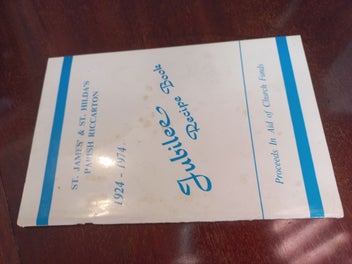 ST. JAMES' & ST. HILDA'S
PARISH RICCARTON
1924 - 1974
Jubilee
Recipe Book
Proceeds In Aid of Church Funds